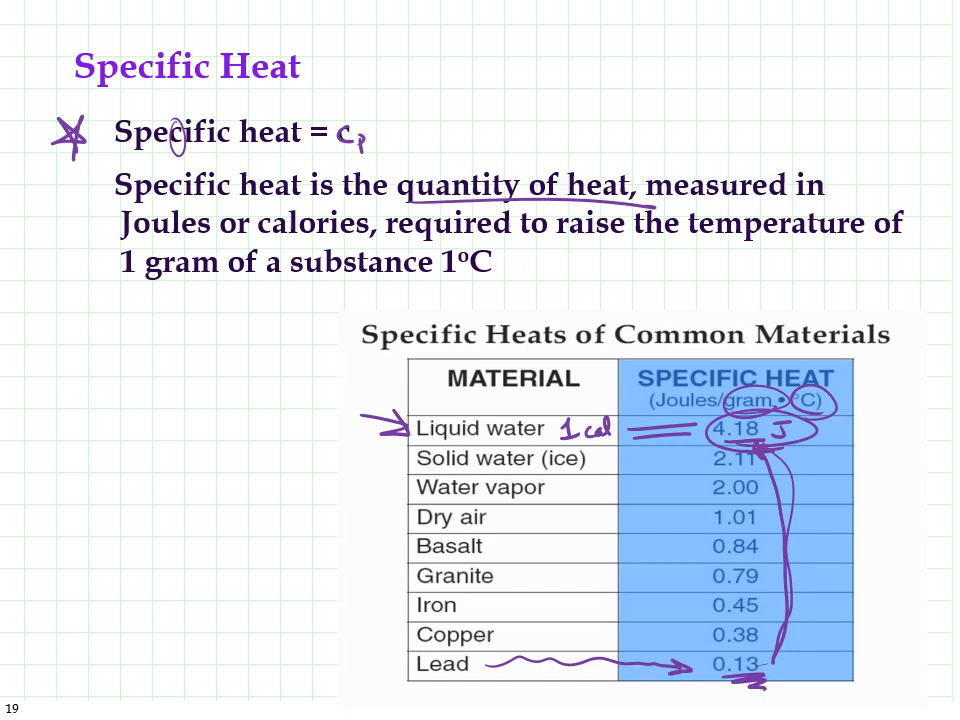 Specific Heat
Specific heat = Cp
Specific heat is the quantity of heat, measured in
Joules or calories, required to raise the temperature of
1 gram of a substance 1°C
Specific Heats of Common Materials
MATERIAL SPECIFIC HEAT
(Joules/gram • °C)
Liquid water 1 cal = 4.18 J
Solid water (ice) 2.11
Water vapor 2.00
Dry air 1.01
Basalt 0.84
Granite 0.79
Iron 0.45
Copper 0.38
Lead 0.13
19